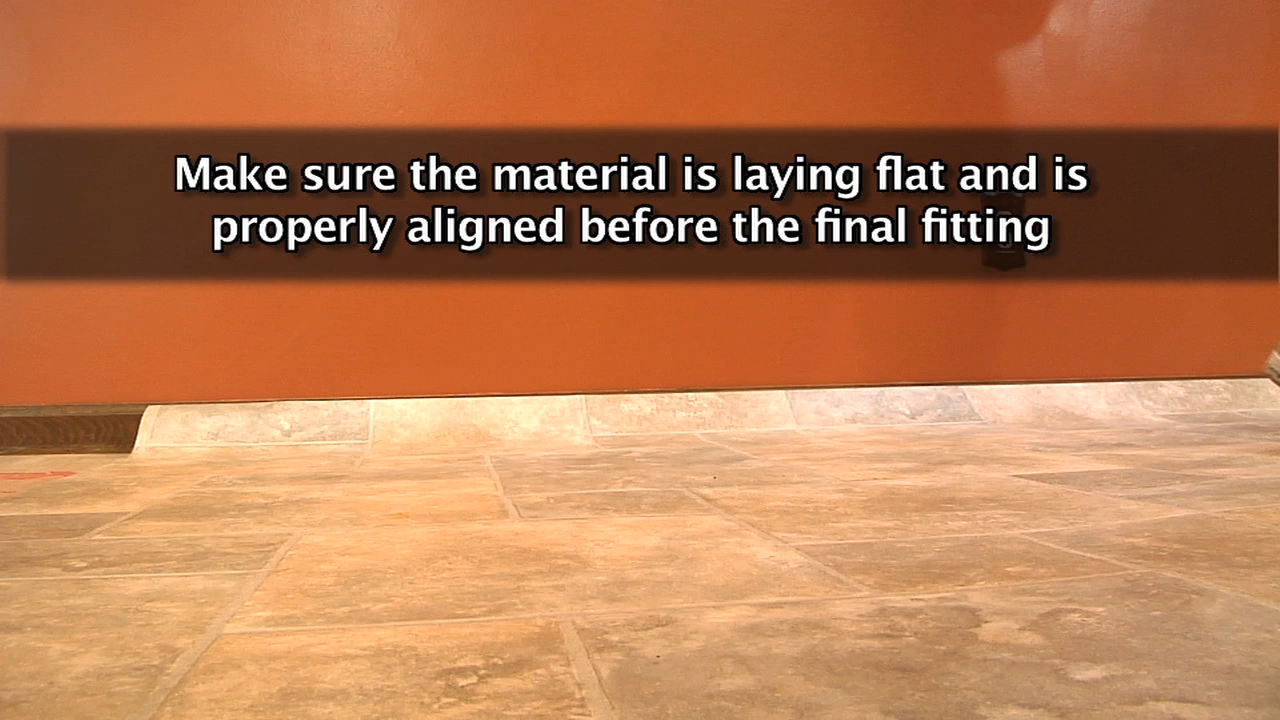 Make sure the material is laying flat and is
properly aligned before the final fitting